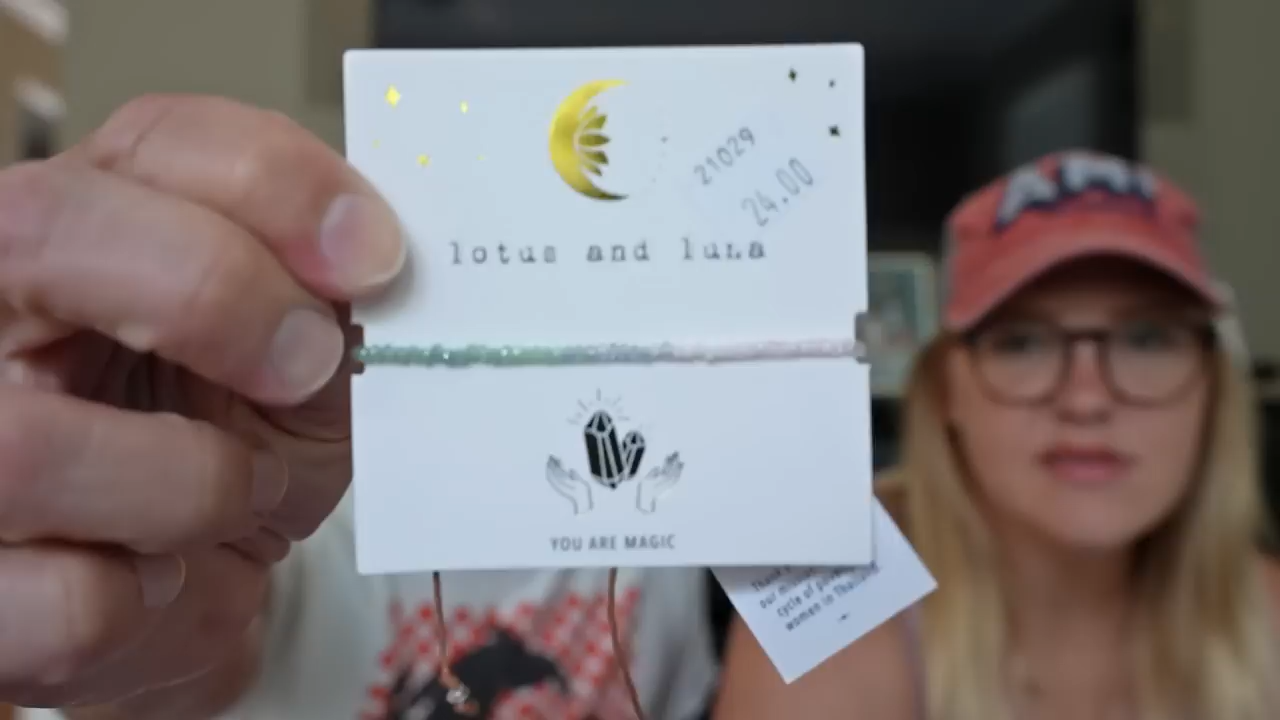 21029
24.00
lotus and luna
YOU ARE MAGIC
our
cycle of
women in Thailand